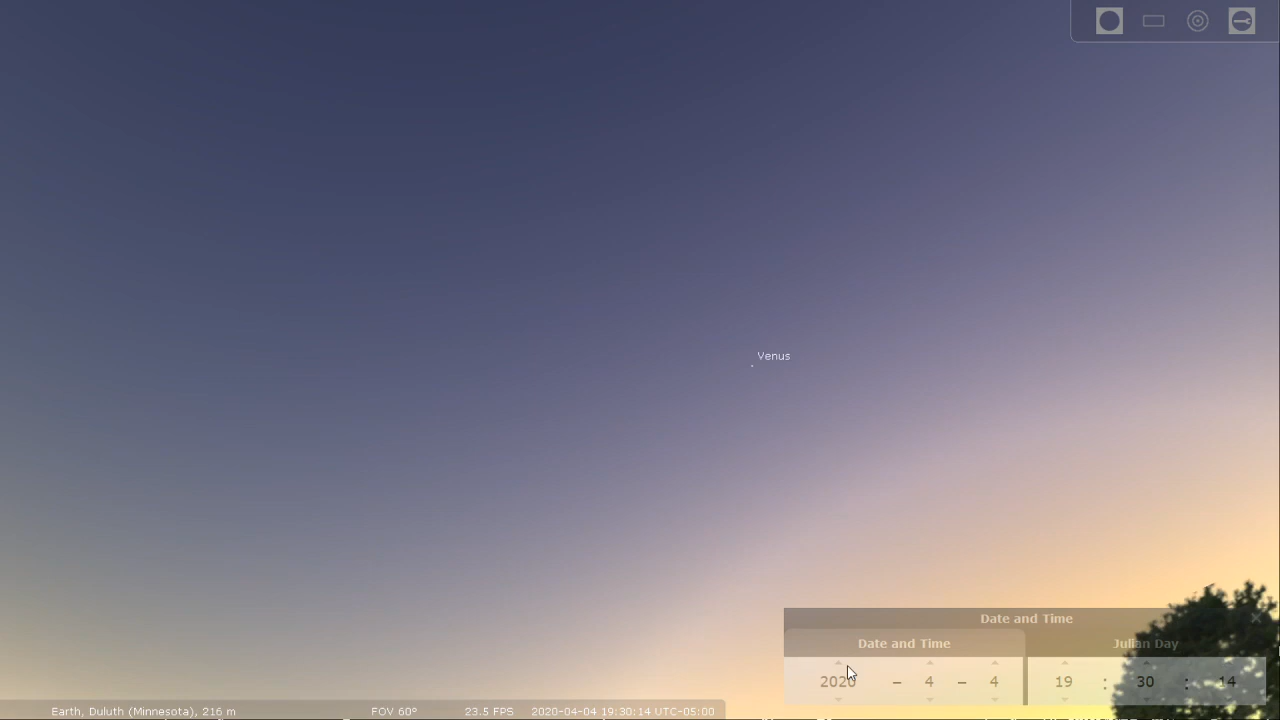 Venus
Date and Time
Date and Time Julian Day
2020 – 4 – 4 19 : 30 : 14
Earth, Duluth (Minnesota), 216 m FOV 60° 23.5 FPS 2020-04-04 19:30:14 UTC-05:00